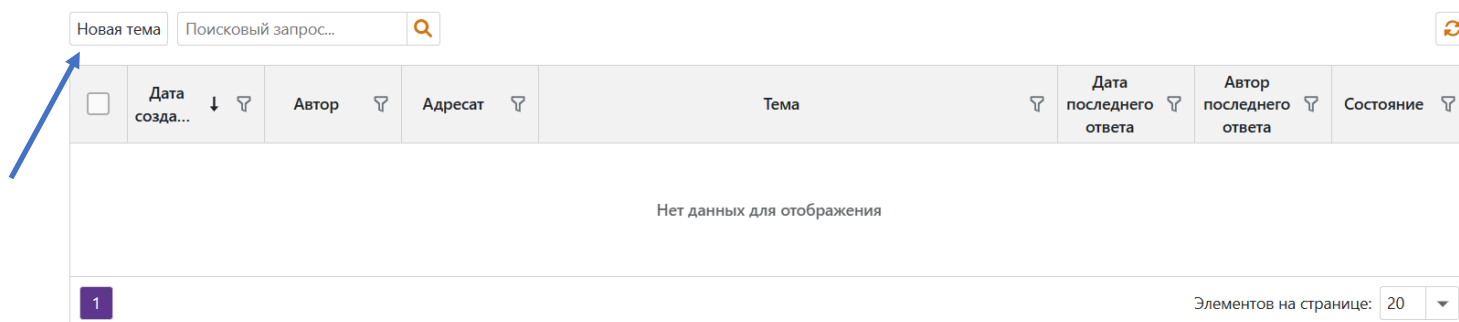 Новая тема Поисковый запрос...
Дата созда... Автор Адресат Тема Дата последнего ответа Автор последнего ответа Состояние
Нет данных для отображения
1 Элементов на странице: 20